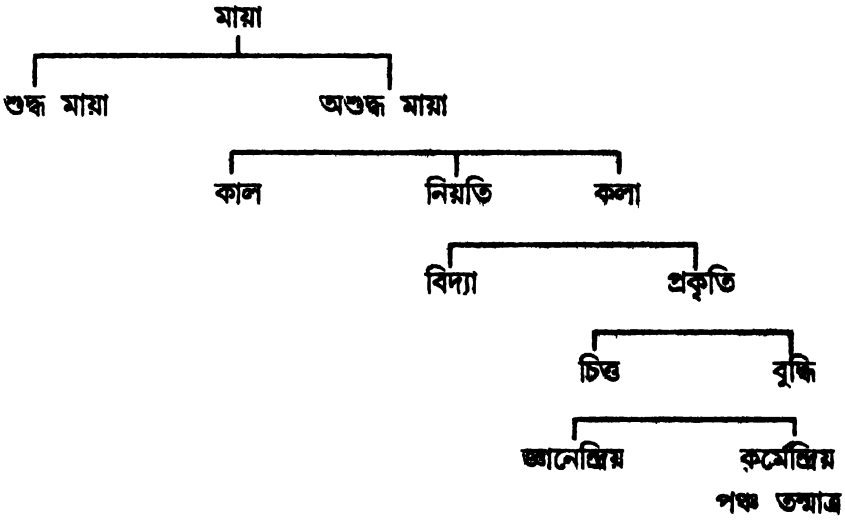 মায়া
শুদ্ধ মায়া অশুদ্ধ মায়া
কাল নিয়তি কলা
বিদ্যা প্রকৃতি
চিত্ত বুদ্ধি
জ্ঞানেন্দ্রিয় কর্মেন্দ্রিয়
পঞ্চ তন্মাত্র